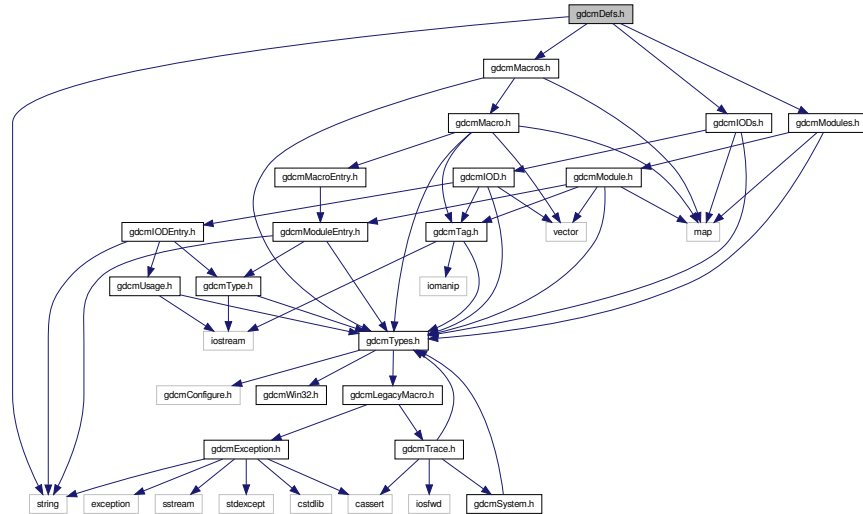 gdcmDefs.h
gdcmMacros.h
gdcmMacro.h
gdcmIODs.h
gdcmModules.h
gdcmMacroEntry.h
gdcmIOD.h
gdcmModule.h
gdcmIODEntry.h
gdcmModuleEntry.h
gdcmTag.h
vector
map
gdcmUsage.h
gdcmType.h
iomanip
iostream
gdcmTypes.h
gdcmConfigure.h
gdcmWin32.h
gdcmLegacyMacro.h
gdcmException.h
gdcmTrace.h
string
exception
sstream
stdexcept
cstdlib
cassert
iosfwd
gdcmSystem.h